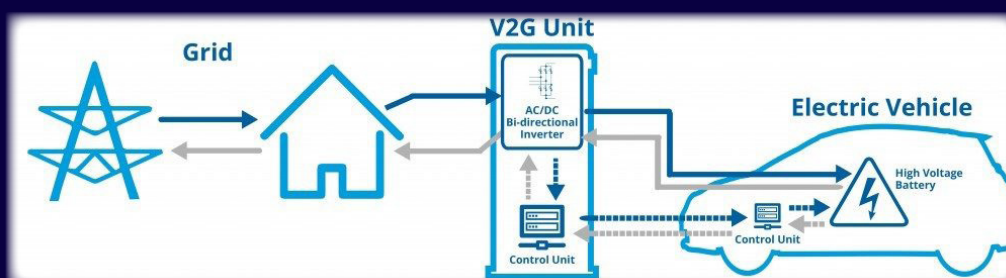 Grid
V2G Unit
AC/DC
Bi-directional
Inverter
Control Unit
Electric Vehicle
High Voltage
Battery
Control Unit